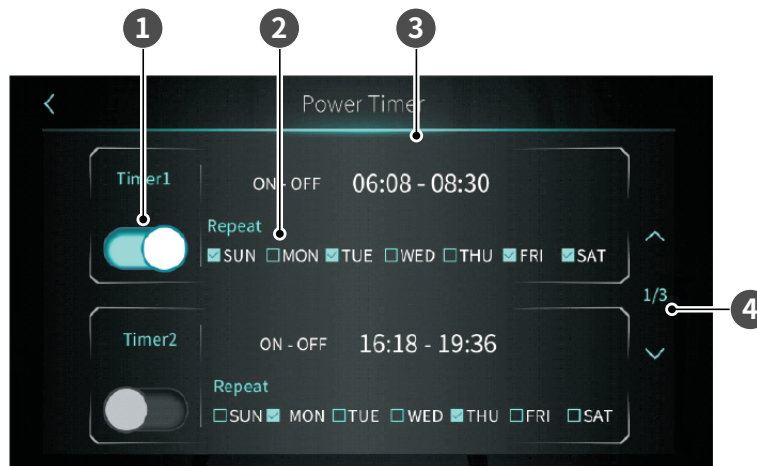 1 2 3
Power Timer
Timer1
ON - OFF 06:08 - 08:30
Repeat
SUN MON TUE WED THU FRI SAT
1/3
4
Timer2
ON - OFF 16:18 - 19:36
Repeat
SUN MON TUE WED THU FRI SAT